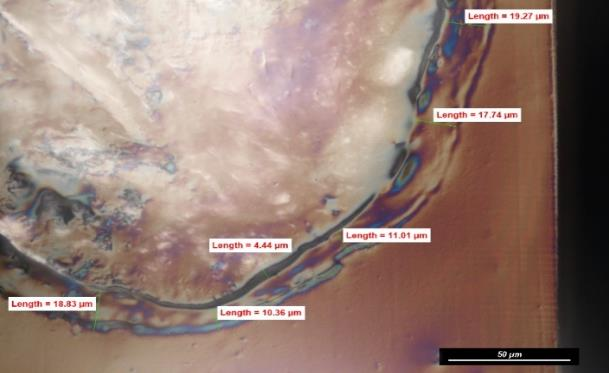 Length = 19.27 µm
Length = 17.74 µm
Length = 11.01 µm
Length = 4.44 µm
Length = 18.83 µm
Length = 10.36 µm
50 µm